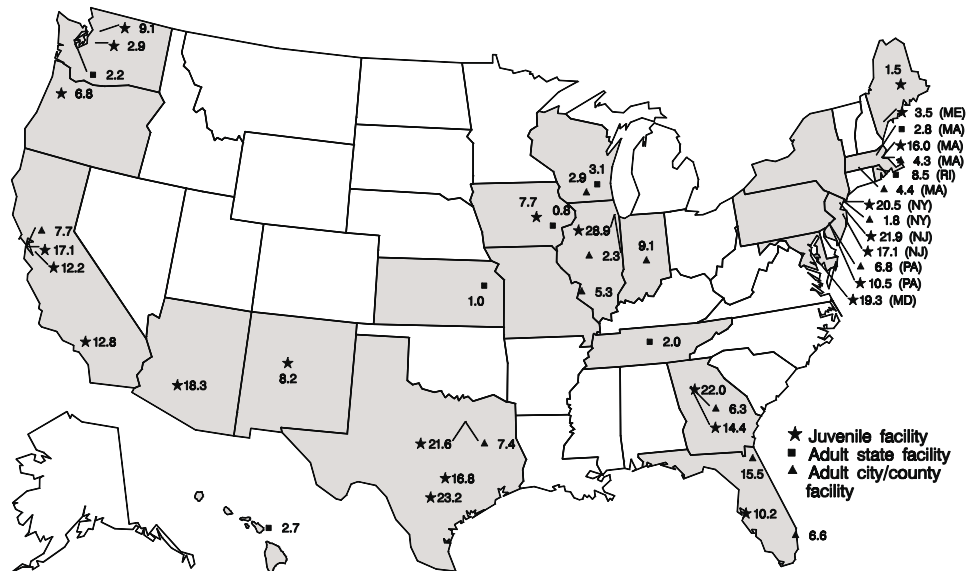 9.1
2.9
2.2
6.8
1.5
3.5 (ME)
2.8 (MA)
16.0 (MA)
4.3 (MA)
8.5 (RI)
4.4 (MA)
20.5 (NY)
1.8 (NY)
21.9 (NJ)
17.1 (NJ)
6.8 (PA)
10.5 (PA)
19.3 (MD)
3.1
2.9
7.7
0.8
28.9
2.3
9.1
5.3
7.7
17.1
12.2
1.0
12.8
2.0
18.3
8.2
22.0
6.3
14.4
21.6
7.4
16.8
23.2
15.5
10.2
6.6
2.7
Juvenile facility
Adult state facility
Adult city/county
facility